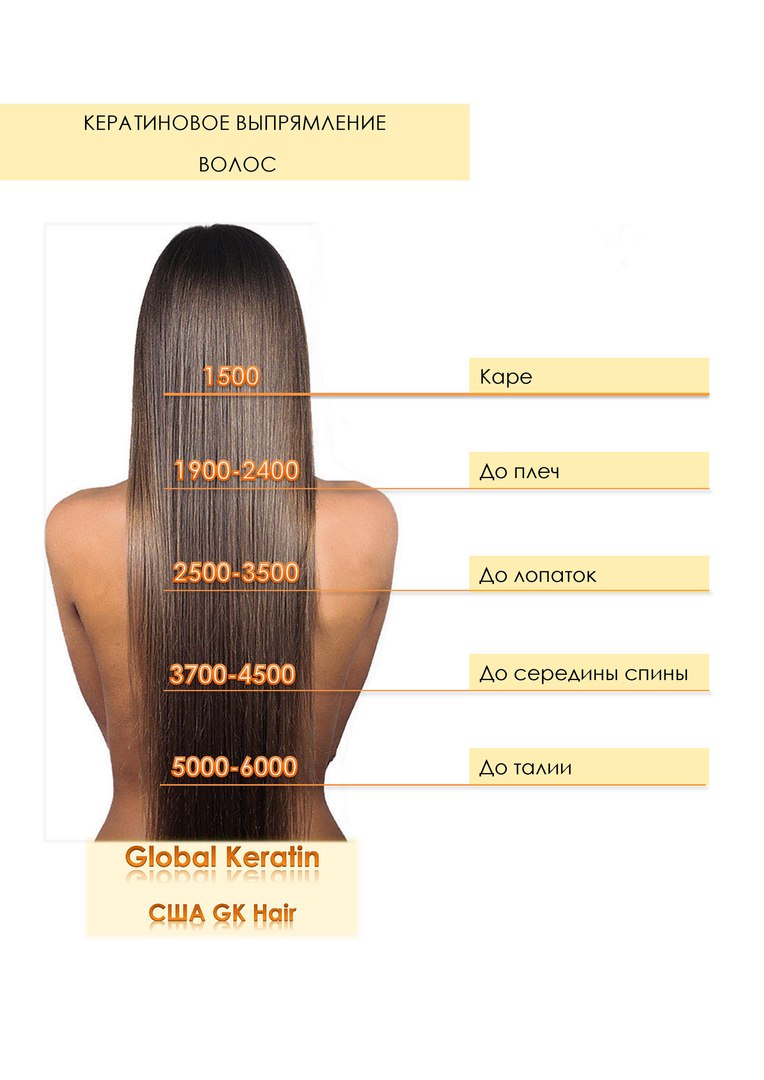 КЕРАТИНОВОЕ ВЫПРЯМЛЕНИЕ
ВОЛОС
1500 Каре
1900-2400 До плеч
2500-3500 До лопаток
3700-4500 До середины спины
5000-6000 До талии
Global Keratin
США GK Hair